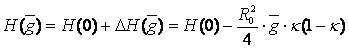 H(g̅) = H(0) + ΔH(g̅) = H(0) − R₀²/4 · g̅ · κ(1 − κ)